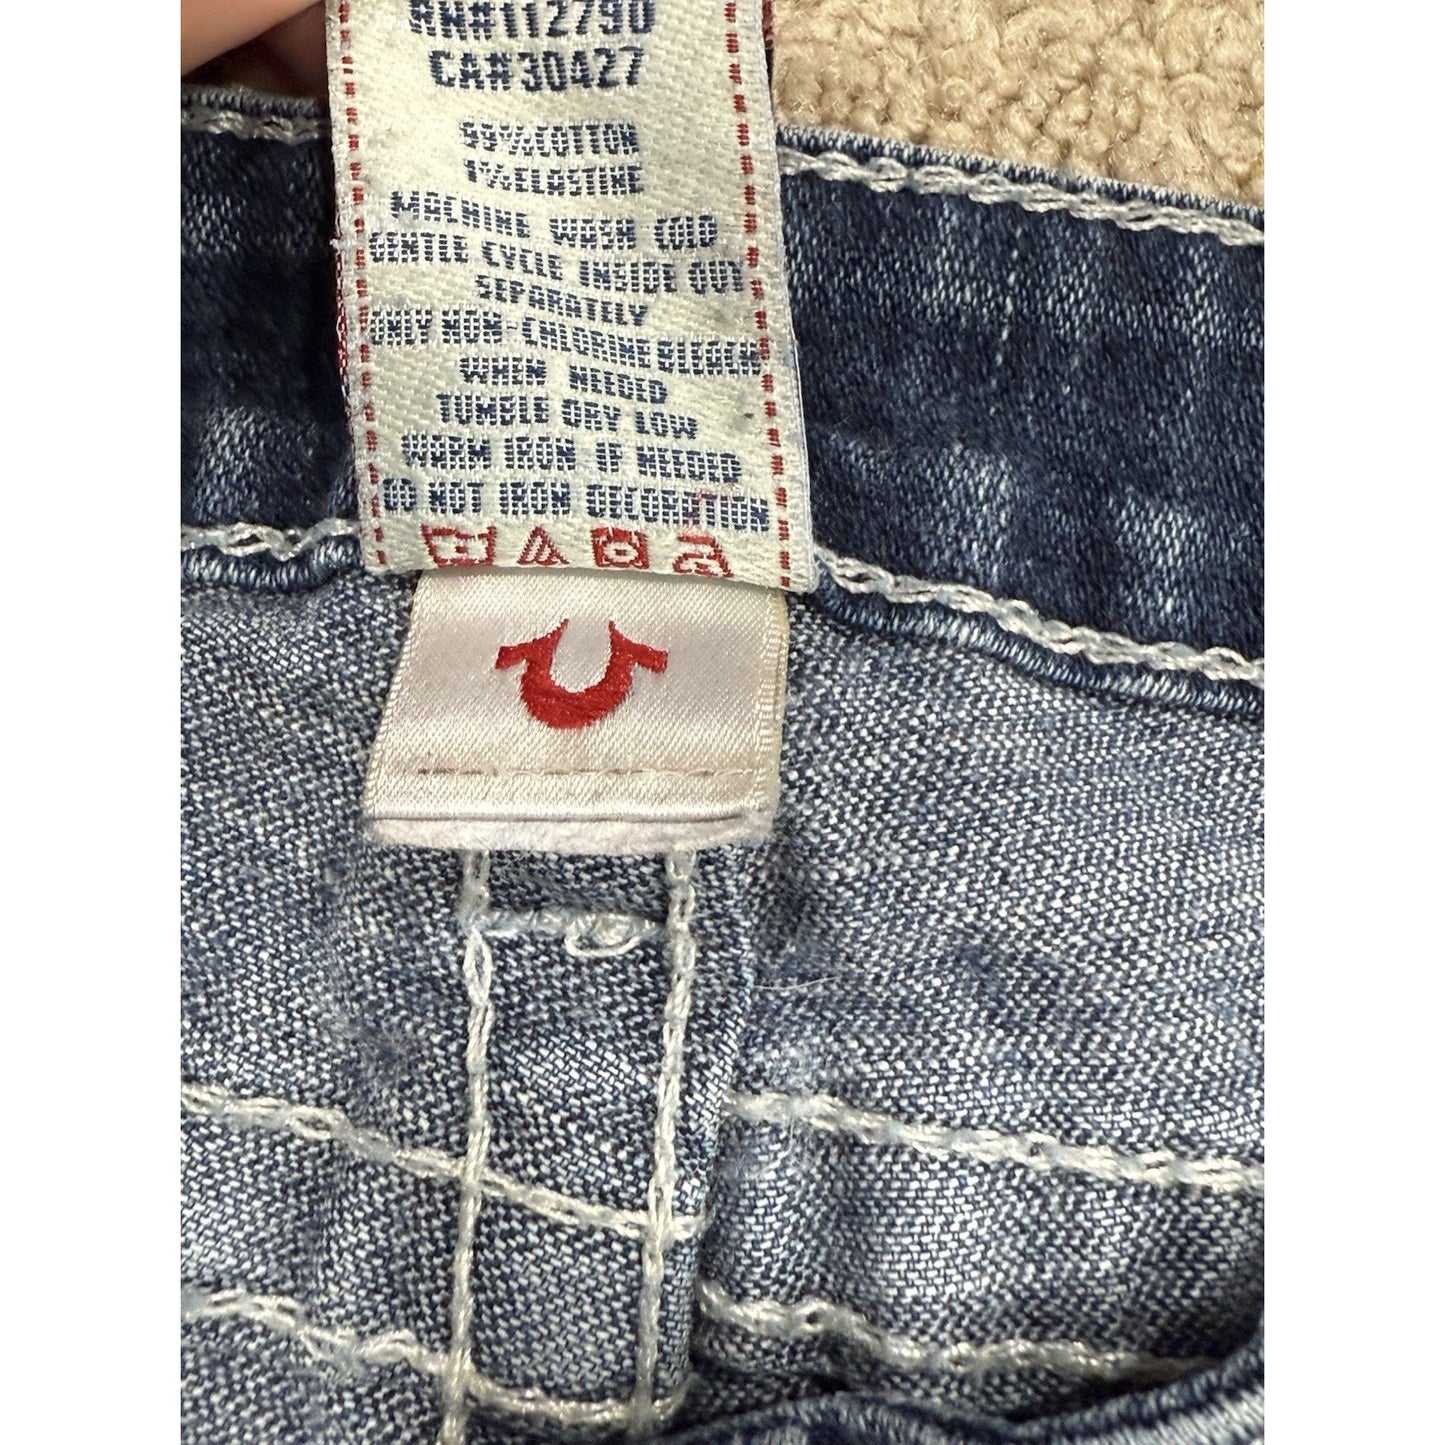 RN#112790
CA#30427
99%COTTON
1%ELASTINE
MACHINE WASH COLD
GENTLE CYCLE INSIDE OUT
SEPARATELY
ONLY NON-CHLORINE BLEACH
WHEN NEEDED
TUMBLE DRY LOW
WARM IRON IF NEEDED
DO NOT IRON DECORATION